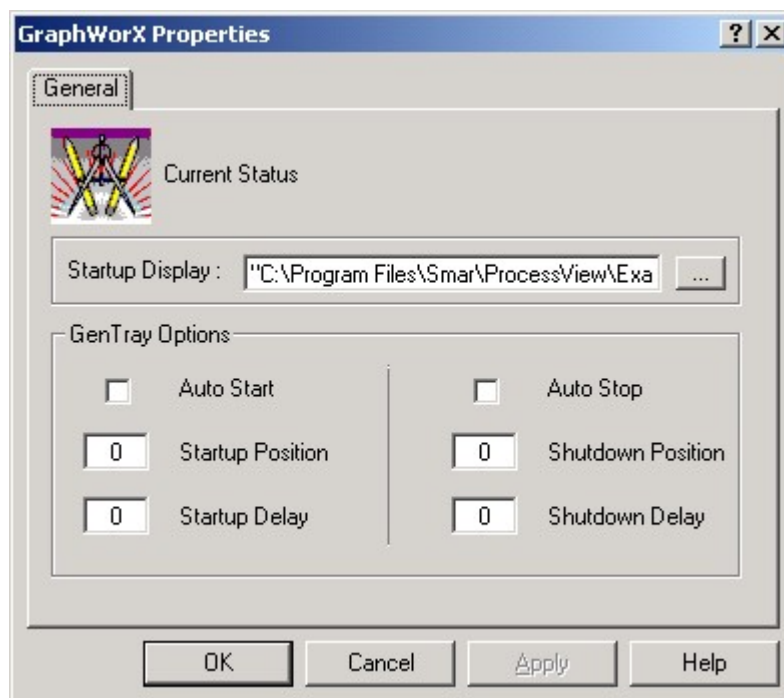 GraphWorX Properties
General
Current Status
Startup Display : "C:\Program Files\Smar\ProcessView\Exa ...
GenTray Options
Auto Start Auto Stop
0 Startup Position 0 Shutdown Position
0 Startup Delay 0 Shutdown Delay
OK Cancel Apply Help